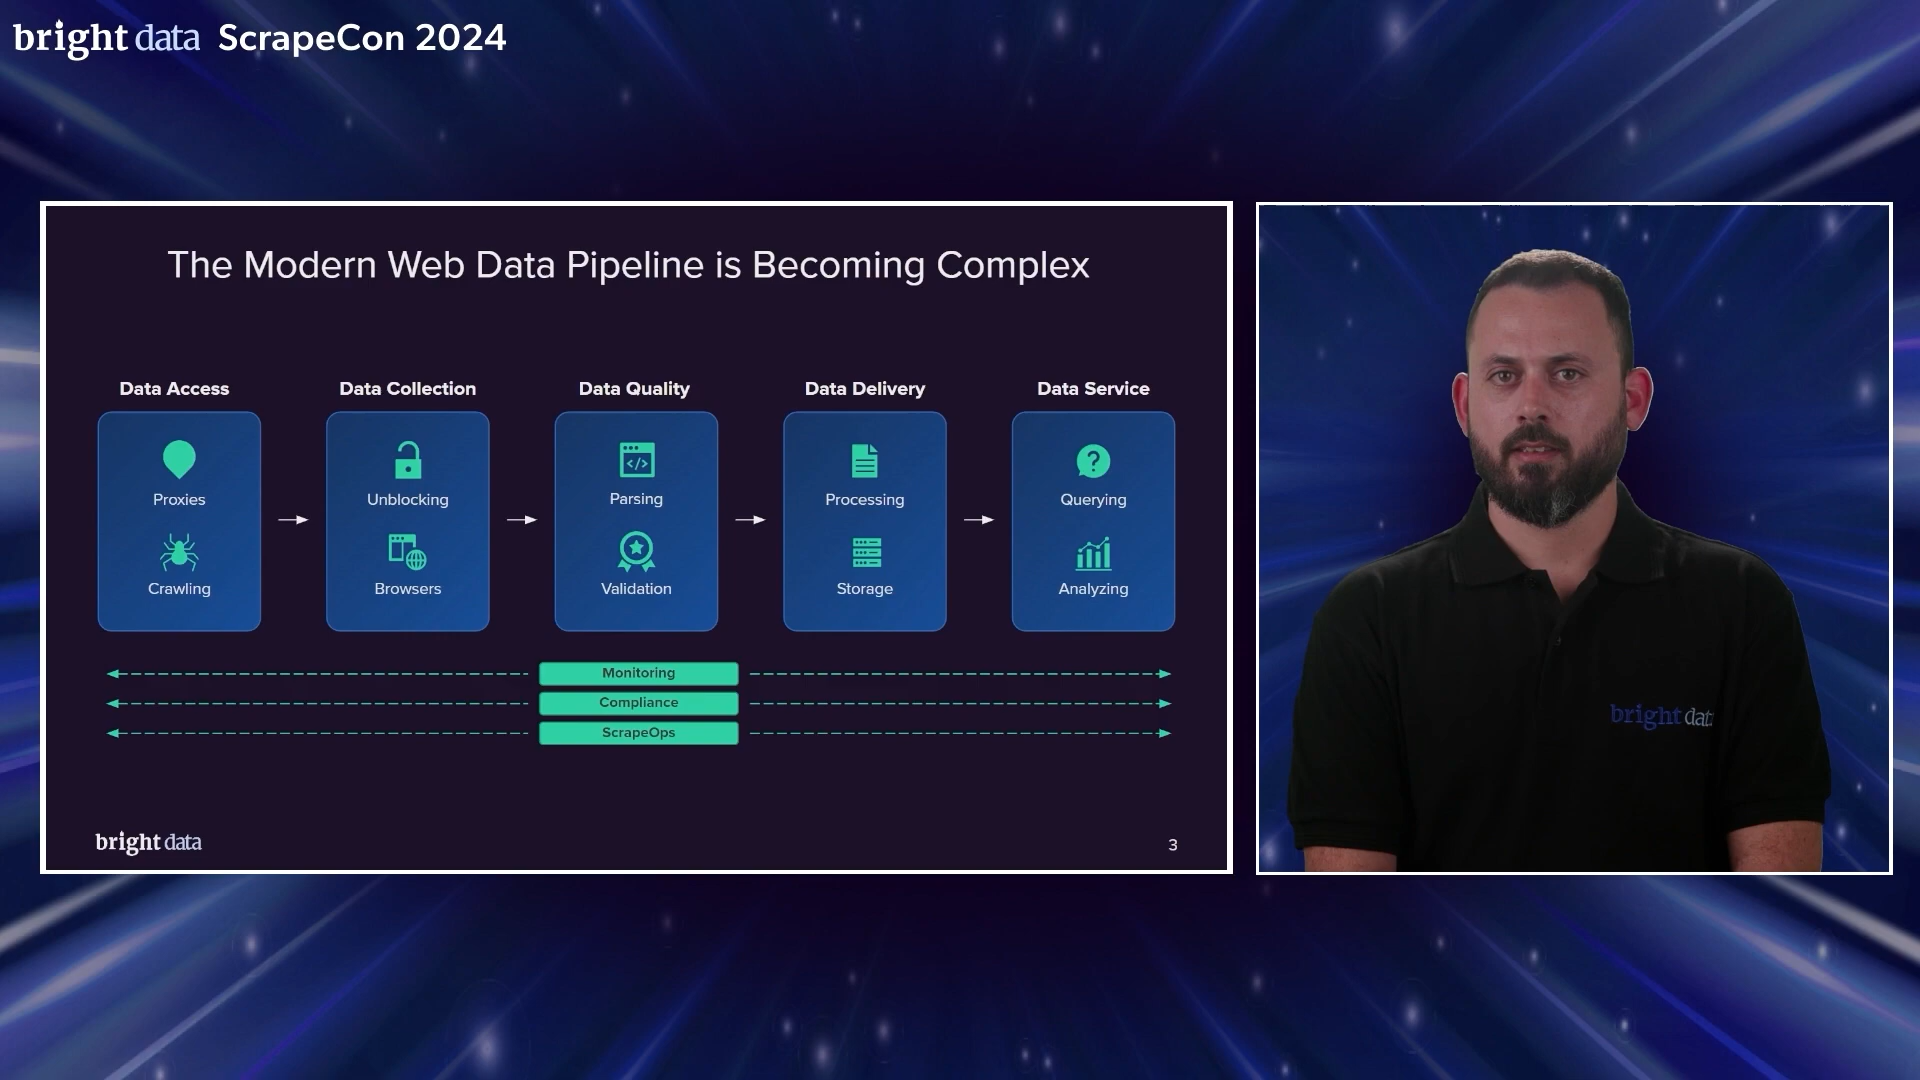 bright data ScrapeCon 2024
The Modern Web Data Pipeline is Becoming Complex
Data Access
Data Collection
Data Quality
Data Delivery
Data Service
Proxies
Unblocking
Parsing
Processing
Querying
Crawling
Browsers
Validation
Storage
Analyzing
Monitoring
Compliance
ScrapeOps
bright data
3
bright data